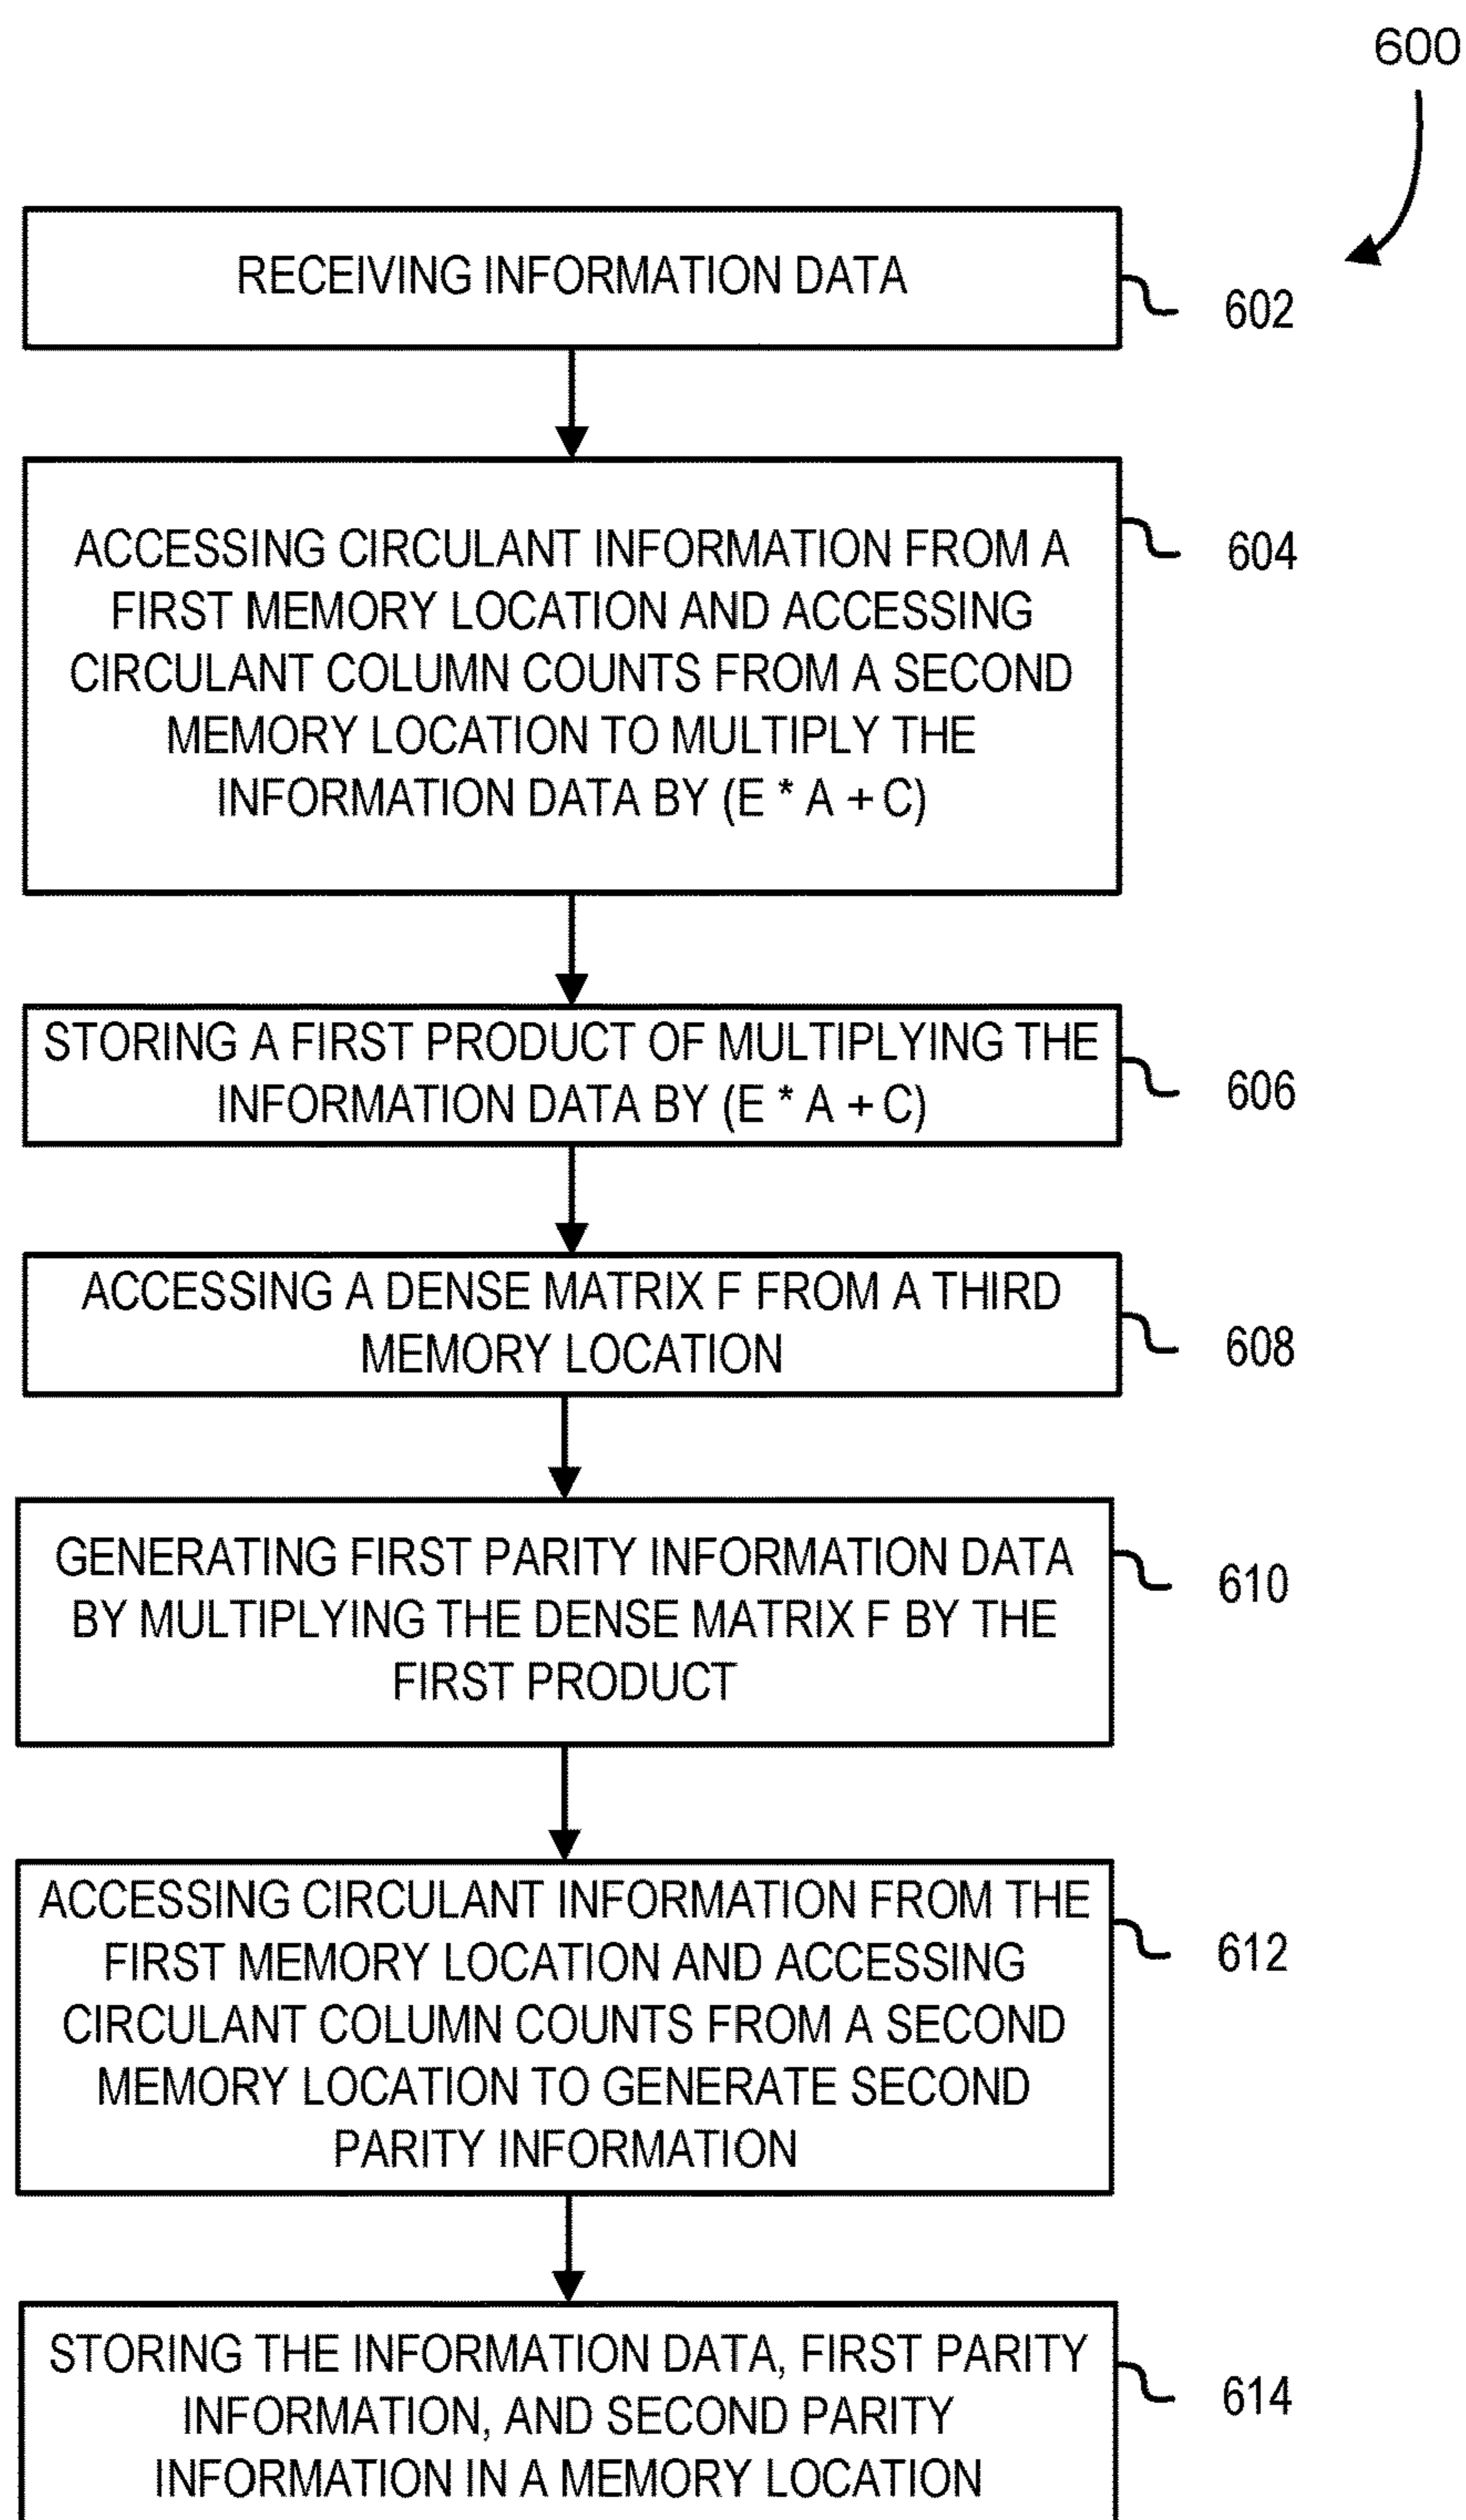 600
RECEIVING INFORMATION DATA
602
ACCESSING CIRCULANT INFORMATION FROM A
FIRST MEMORY LOCATION AND ACCESSING
CIRCULANT COLUMN COUNTS FROM A SECOND
MEMORY LOCATION TO MULTIPLY THE
INFORMATION DATA BY (E * A + C)
604
STORING A FIRST PRODUCT OF MULTIPLYING THE
INFORMATION DATA BY (E * A + C)
606
ACCESSING A DENSE MATRIX F FROM A THIRD
MEMORY LOCATION
608
GENERATING FIRST PARITY INFORMATION DATA
BY MULTIPLYING THE DENSE MATRIX F BY THE
FIRST PRODUCT
610
ACCESSING CIRCULANT INFORMATION FROM THE
FIRST MEMORY LOCATION AND ACCESSING
CIRCULANT COLUMN COUNTS FROM A SECOND
MEMORY LOCATION TO GENERATE SECOND
PARITY INFORMATION
612
STORING THE INFORMATION DATA, FIRST PARITY
INFORMATION, AND SECOND PARITY
INFORMATION IN A MEMORY LOCATION
614